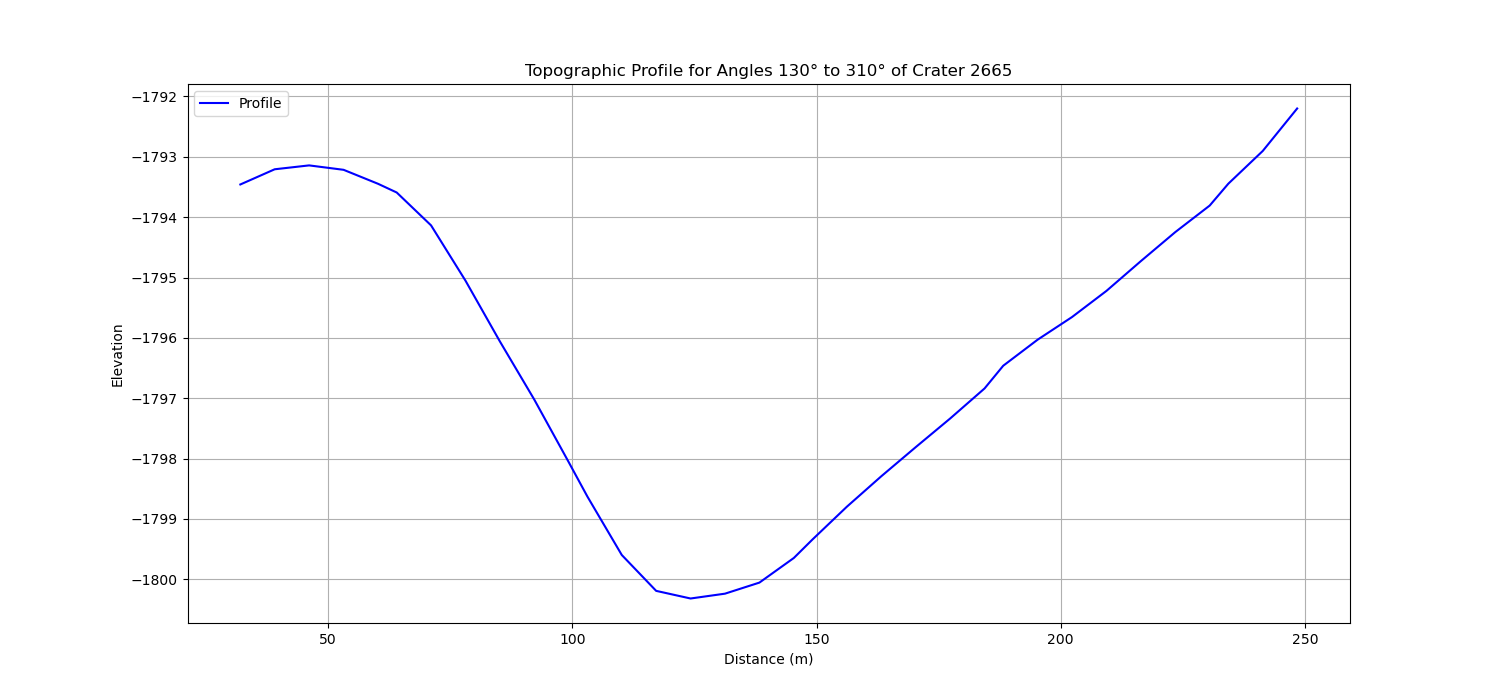 Topographic Profile for Angles 130° to 310° of Crater 2665
Profile
−1792
−1793
−1794
−1795
−1796
−1797
−1798
−1799
−1800
Elevation
50 100 150 200 250
Distance (m)